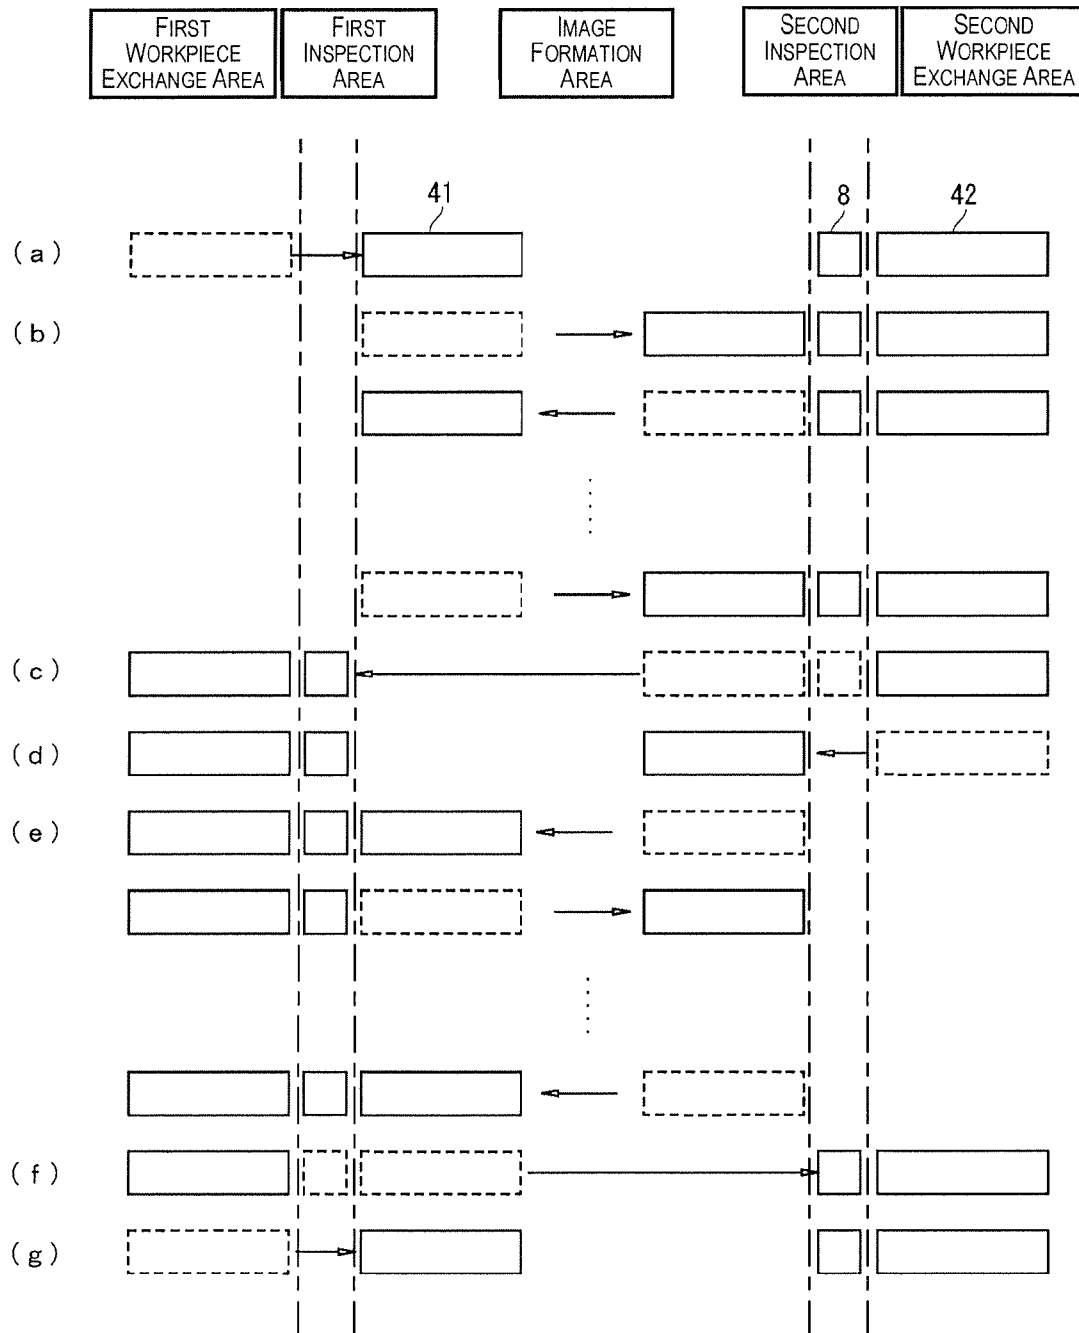 FIRST
WORKPIECE
EXCHANGE AREA
FIRST
INSPECTION
AREA
IMAGE
FORMATION
AREA
SECOND
INSPECTION
AREA
SECOND
WORKPIECE
EXCHANGE AREA
41
8
42
(a)
(b)
(c)
(d)
(e)
(f)
(g)